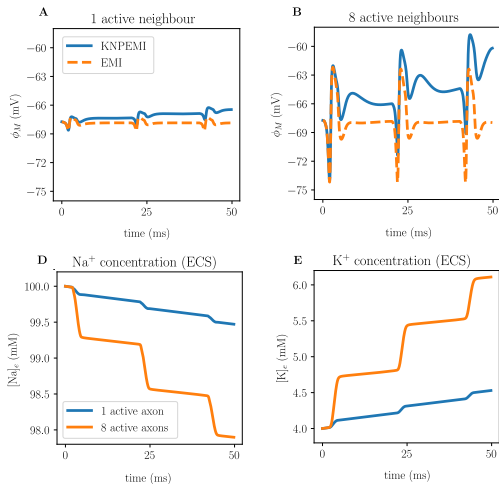 A
1 active neighbour
−60
−63
−66
−69
−72
−75
ϕM (mV)
KNPEMI
EMI
0
25
50
time (ms)
B
8 active neighbours
−60
−63
−66
−69
−72
−75
ϕM (mV)
0
25
50
time (ms)
D
Na⁺ concentration (ECS)
100.0
99.5
99.0
98.5
98.0
[Na]e (mM)
1 active axon
8 active axons
0
25
50
time (ms)
E
K⁺ concentration (ECS)
6.0
5.5
5.0
4.5
4.0
[K]e (mM)
0
25
50
time (ms)